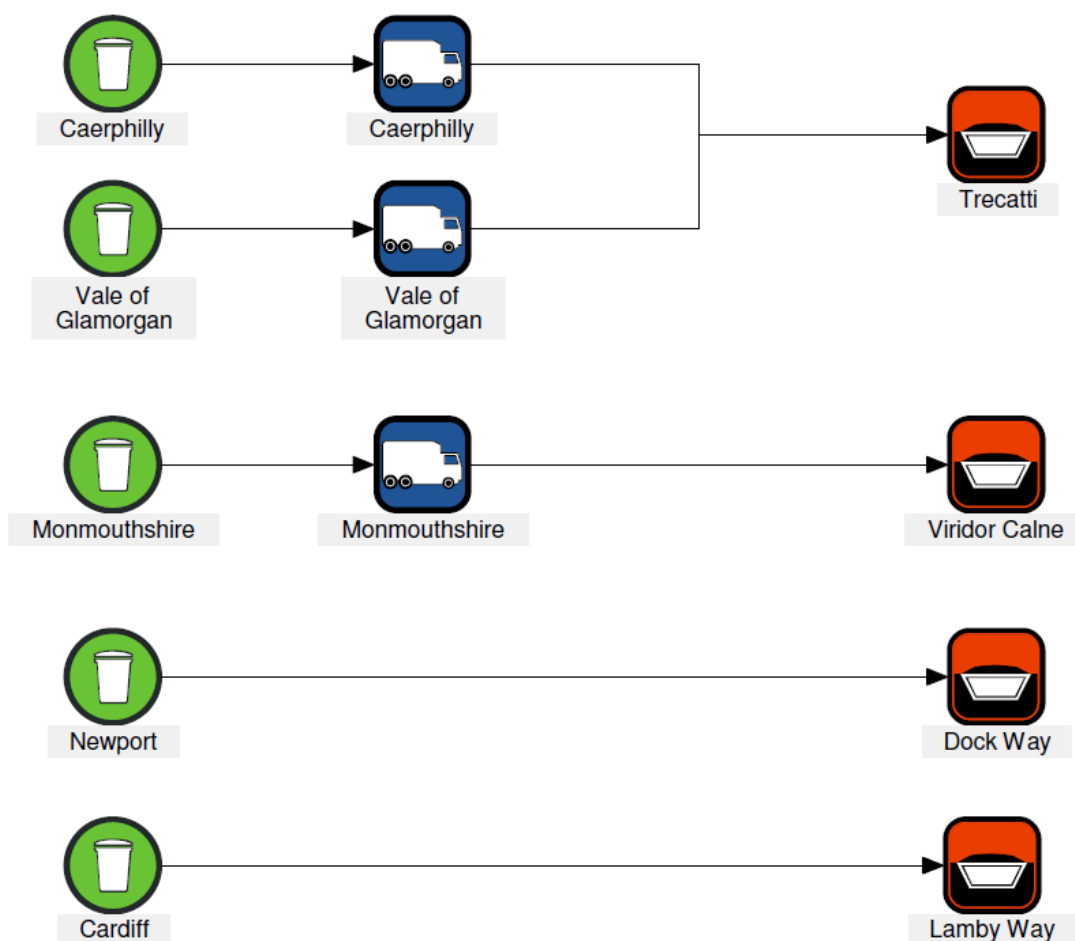 Caerphilly
Caerphilly
Trecatti
Vale of
Glamorgan
Vale of
Glamorgan
Monmouthshire
Monmouthshire
Viridor Calne
Newport
Dock Way
Cardiff
Lamby Way